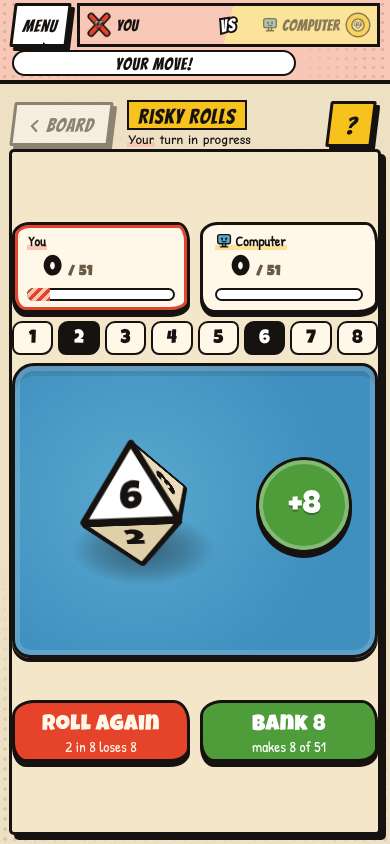 MENU
YOU
VS
COMPUTER
YOUR MOVE!
< BOARD
RISKY ROLLS
?
Your turn in progress
You
0 / 51
Computer
0 / 51
1 2 3 4 5 6 7 8
6
2
+8
ROLL AGAIN
2 in 8 loses 8
BANK 8
makes 8 of 51